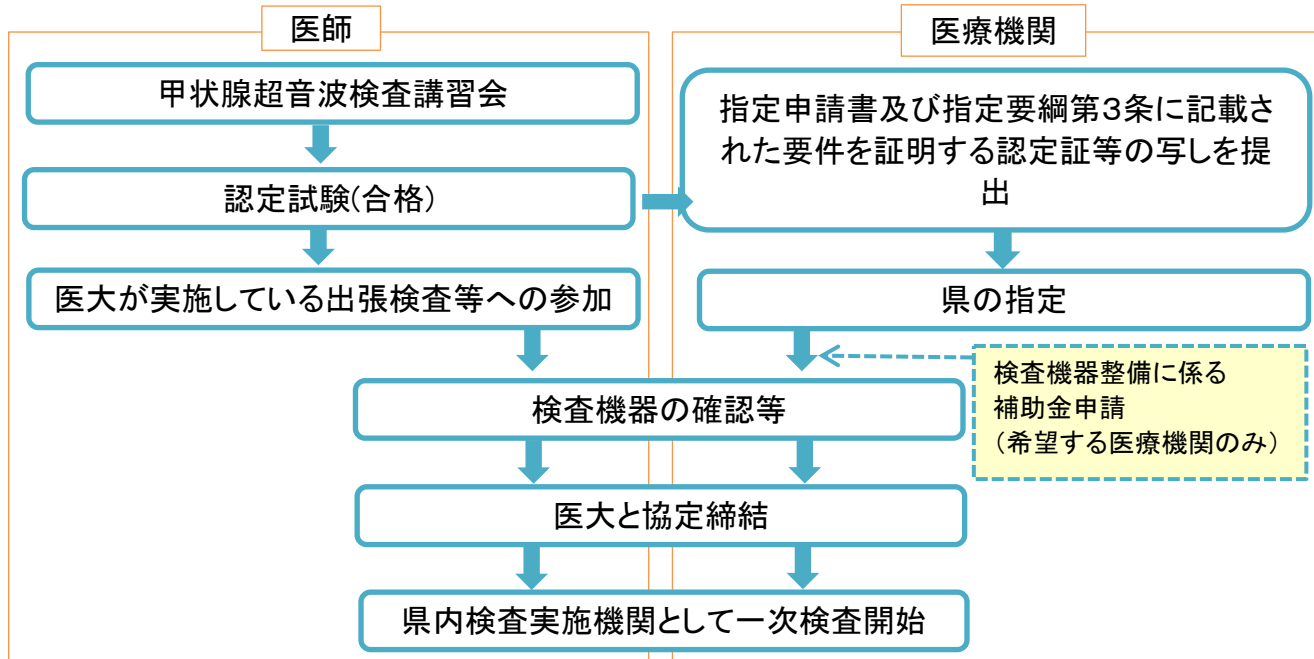 医師
甲状腺超音波検査講習会
認定試験(合格)
医大が実施している出張検査等への参加
医療機関
指定申請書及び指定要綱第3条に記載さ
れた要件を証明する認定証等の写しを提
出
県の指定
検査機器整備に係る
補助金申請
(希望する医療機関のみ)
検査機器の確認等
医大と協定締結
県内検査実施機関として一次検査開始